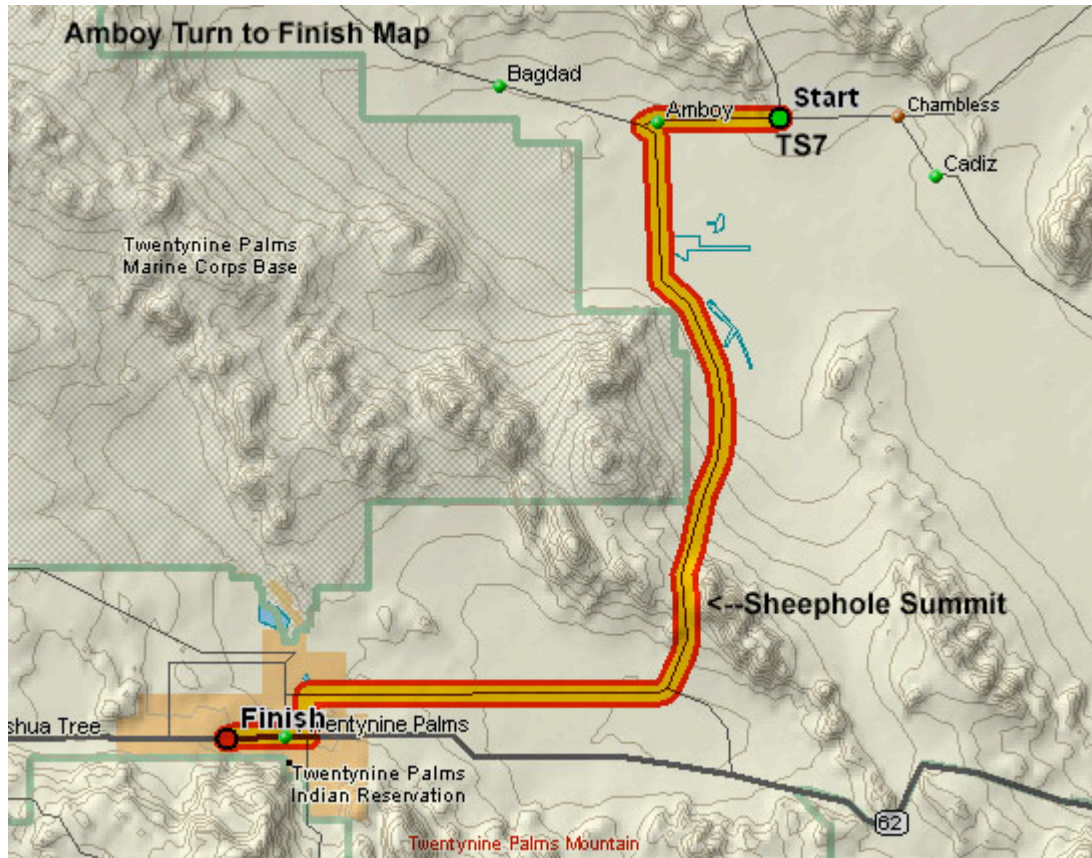 Amboy Turn to Finish Map
Bagdad
Amboy
Start
Chambless
TS7
Cadiz
Twentynine Palms
Marine Corps Base
<--Sheephole Summit
Finish
shua Tree
Twentynine Palms
Twentynine Palms
Indian Reservation
62
Twentynine Palms Mountain